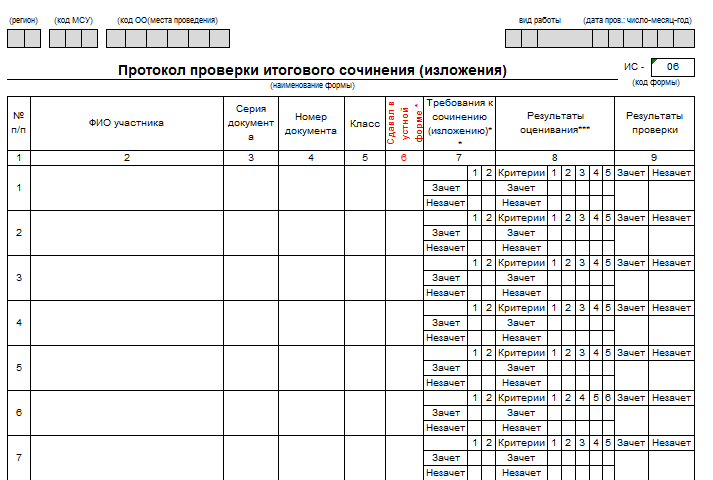 (регион) (код МСУ) (код ОО(места проведения) вид работы (дата пров.: число-месяц-год)
Протокол проверки итогового сочинения (изложения) ИС - 06
(наименование формы) (код формы)
№ п/п ФИО участника Серия документ а Номер документа Класс Сдавал в устной форме * Требования к сочинению (изложению)* * Результаты оценивания*** Результаты проверки
1 2 3 4 5 6 7 8 9
1 2 Критерии 1 2 3 4 5 Зачет Незачет
1 Зачет Зачет
Незачет Незачет
1 2 Критерии 1 2 3 4 5 Зачет Незачет
2 Зачет Зачет
Незачет Незачет
1 2 Критерии 1 2 3 4 5 Зачет Незачет
3 Зачет Зачет
Незачет Незачет
1 2 Критерии 1 2 3 4 5 Зачет Незачет
4 Зачет Зачет
Незачет Незачет
1 2 Критерии 1 2 3 4 5 Зачет Незачет
5 Зачет Зачет
Незачет Незачет
1 2 Критерии 1 2 4 5 6 Зачет Незачет
6 Зачет Зачет
Незачет Незачет
1 2 Критерии 1 2 3 4 5 Зачет Незачет
7 Зачет Зачет
Незачет Незачет